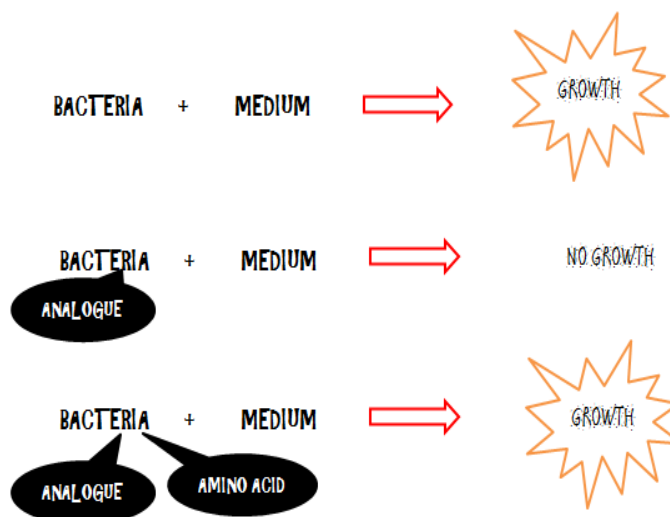 BACTERIA + MEDIUM GROWTH
BACTERIA + MEDIUM NO GROWTH
ANALOGUE
BACTERIA + MEDIUM GROWTH
ANALOGUE AMINO ACID